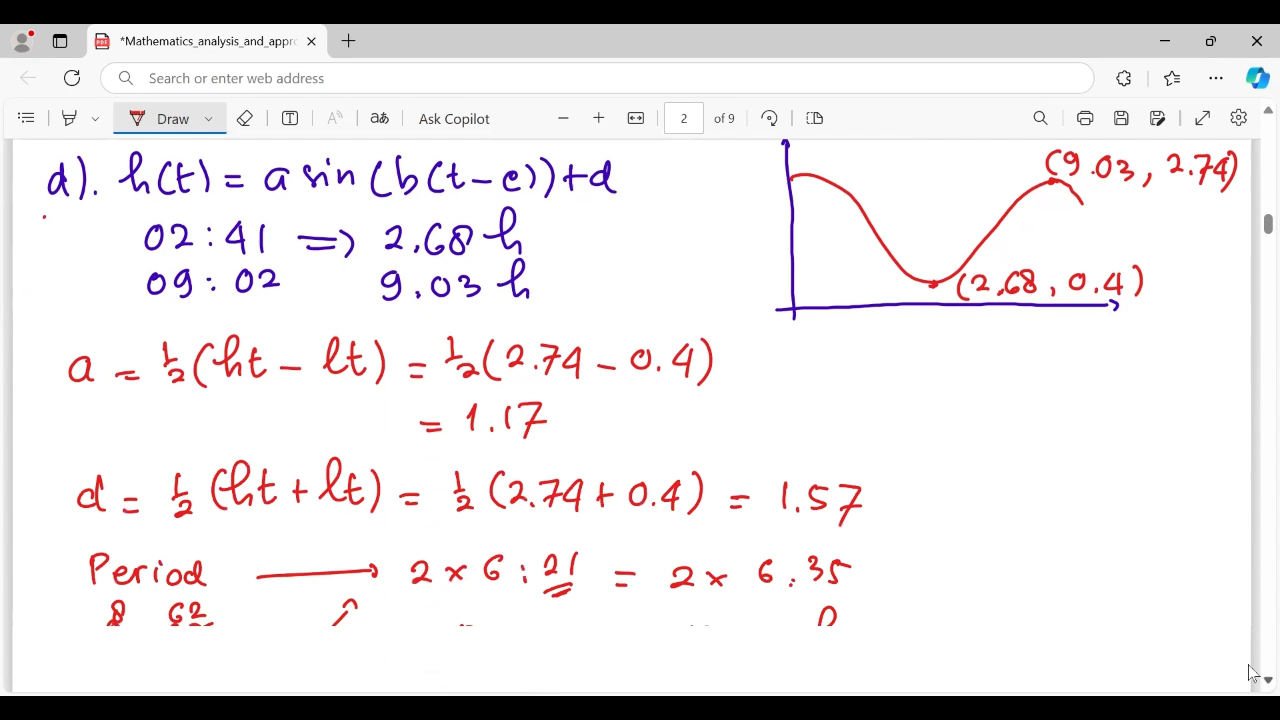 *Mathematics_analysis_and_appro
Search or enter web address
Draw
Ask Copilot
2 of 9
d). h(t) = a sin(b(t-c))+d
02:41 => 2.68 h
09:02 9.03 h
(9.03, 2.74)
(2.68, 0.4)
a = 1/2 (ht - lt) = 1/2 (2.74 - 0.4)
= 1.17
d = 1/2 (ht + lt) = 1/2 (2.74 + 0.4) = 1.57
Period → 2 x 6:21 = 2 x 6.35